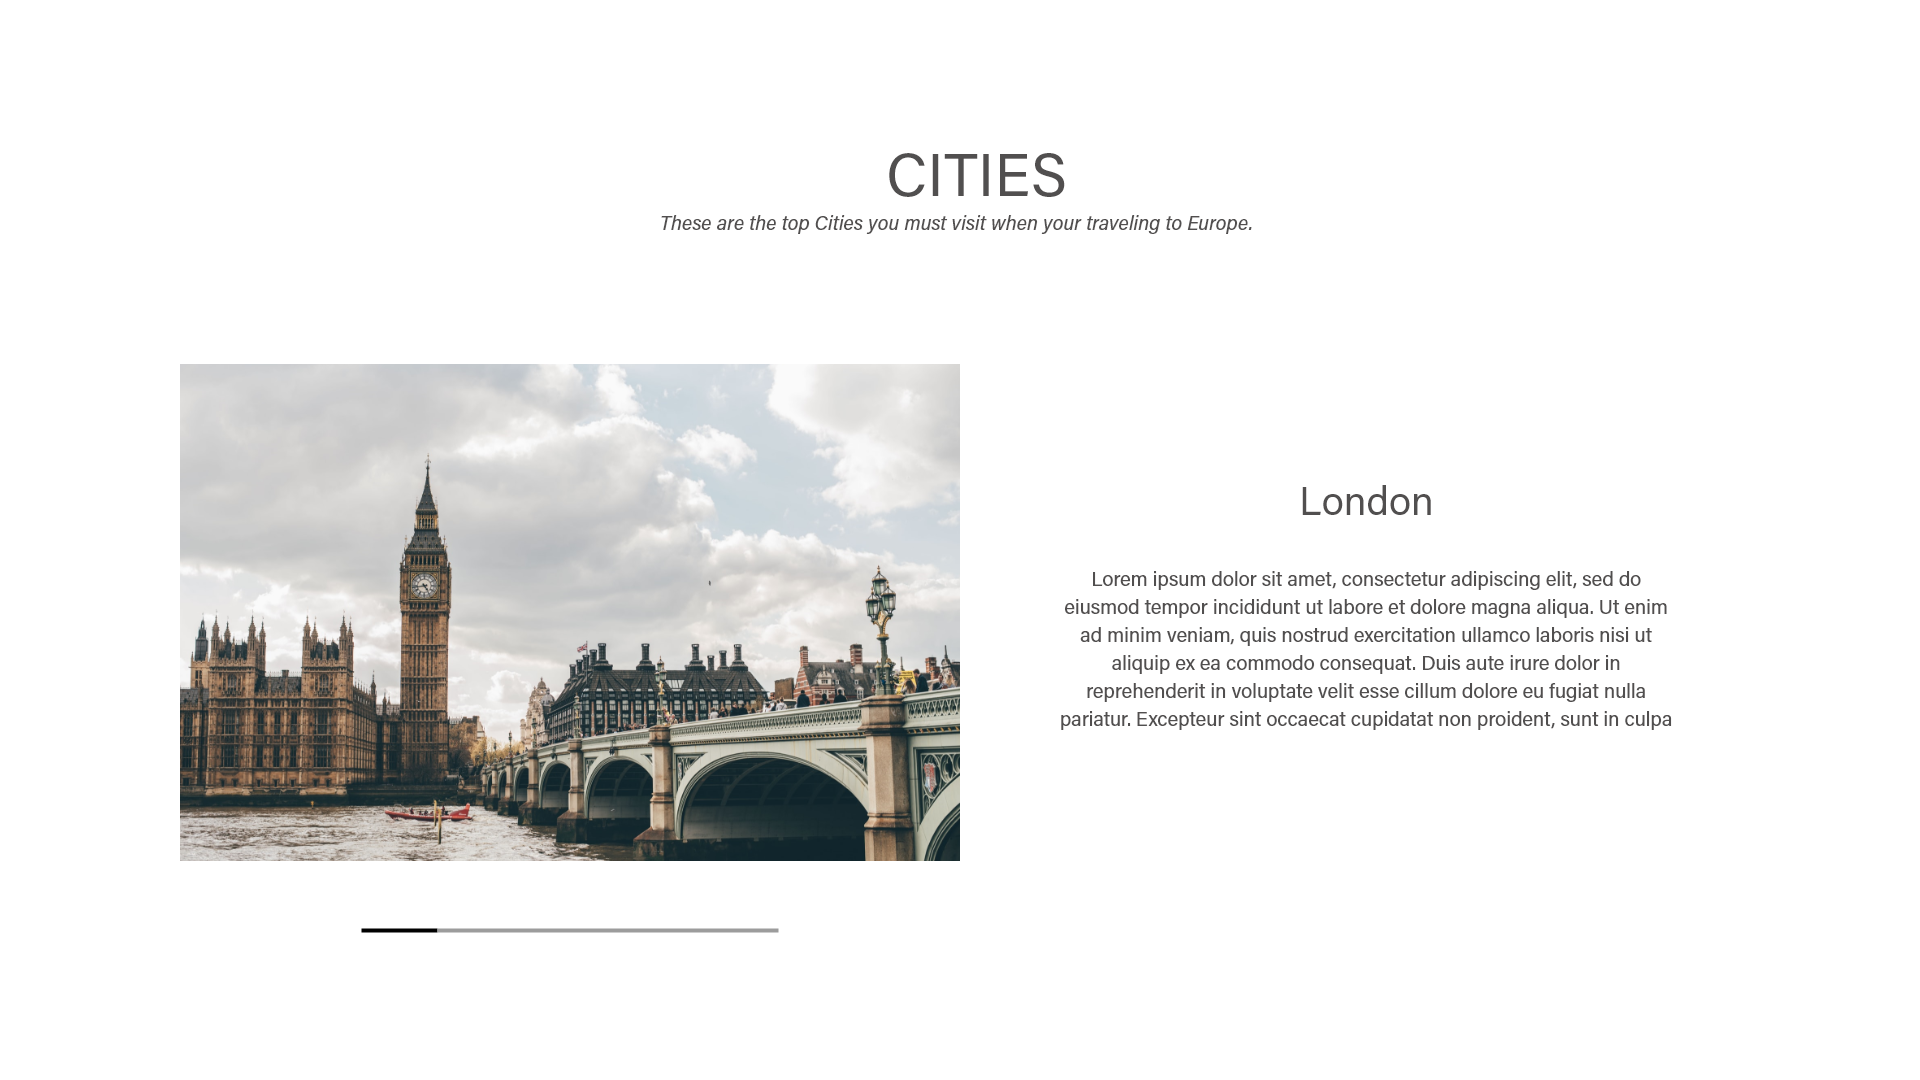 CITIES
These are the top Cities you must visit when your traveling to Europe.
London
Lorem ipsum dolor sit amet, consectetur adipiscing elit, sed do
eiusmod tempor incididunt ut labore et dolore magna aliqua. Ut enim
ad minim veniam, quis nostrud exercitation ullamco laboris nisi ut
aliquip ex ea commodo consequat. Duis aute irure dolor in
reprehenderit in voluptate velit esse cillum dolore eu fugiat nulla
pariatur. Excepteur sint occaecat cupidatat non proident, sunt in culpa